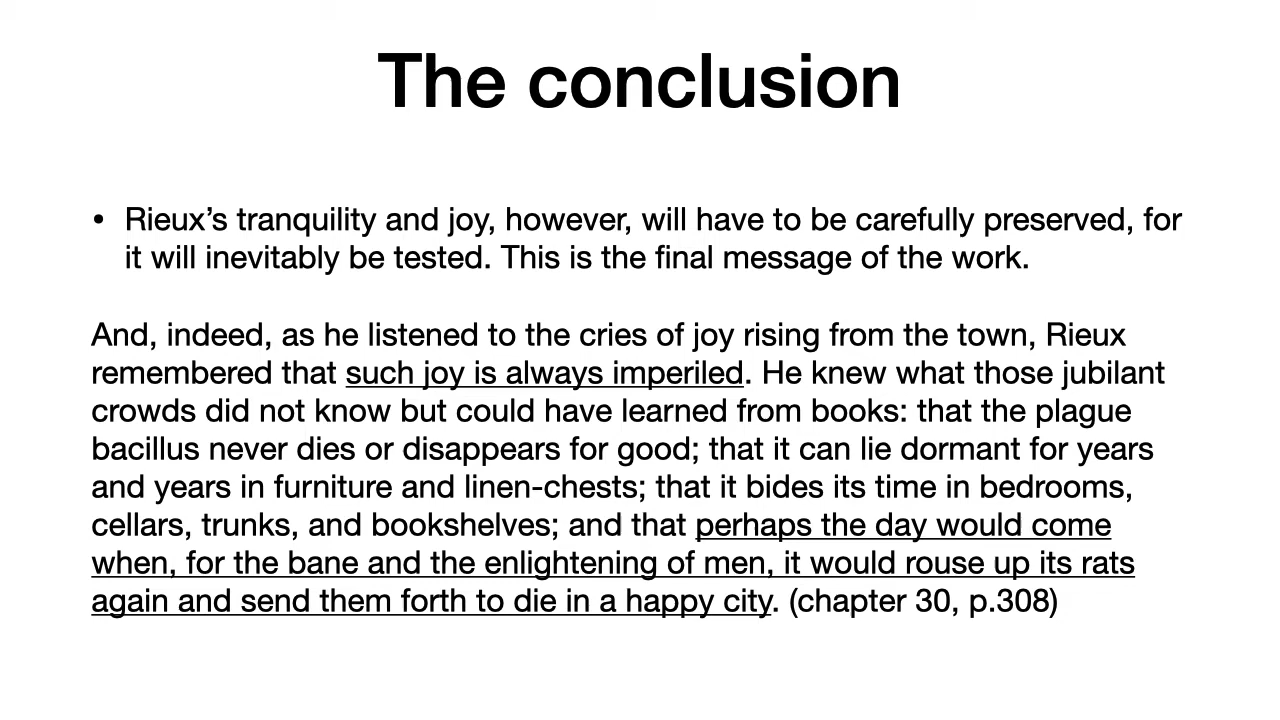 The conclusion
• Rieux’s tranquility and joy, however, will have to be carefully preserved, for
it will inevitably be tested. This is the final message of the work.
And, indeed, as he listened to the cries of joy rising from the town, Rieux
remembered that such joy is always imperiled. He knew what those jubilant
crowds did not know but could have learned from books: that the plague
bacillus never dies or disappears for good; that it can lie dormant for years
and years in furniture and linen-chests; that it bides its time in bedrooms,
cellars, trunks, and bookshelves; and that perhaps the day would come
when, for the bane and the enlightening of men, it would rouse up its rats
again and send them forth to die in a happy city. (chapter 30, p.308)